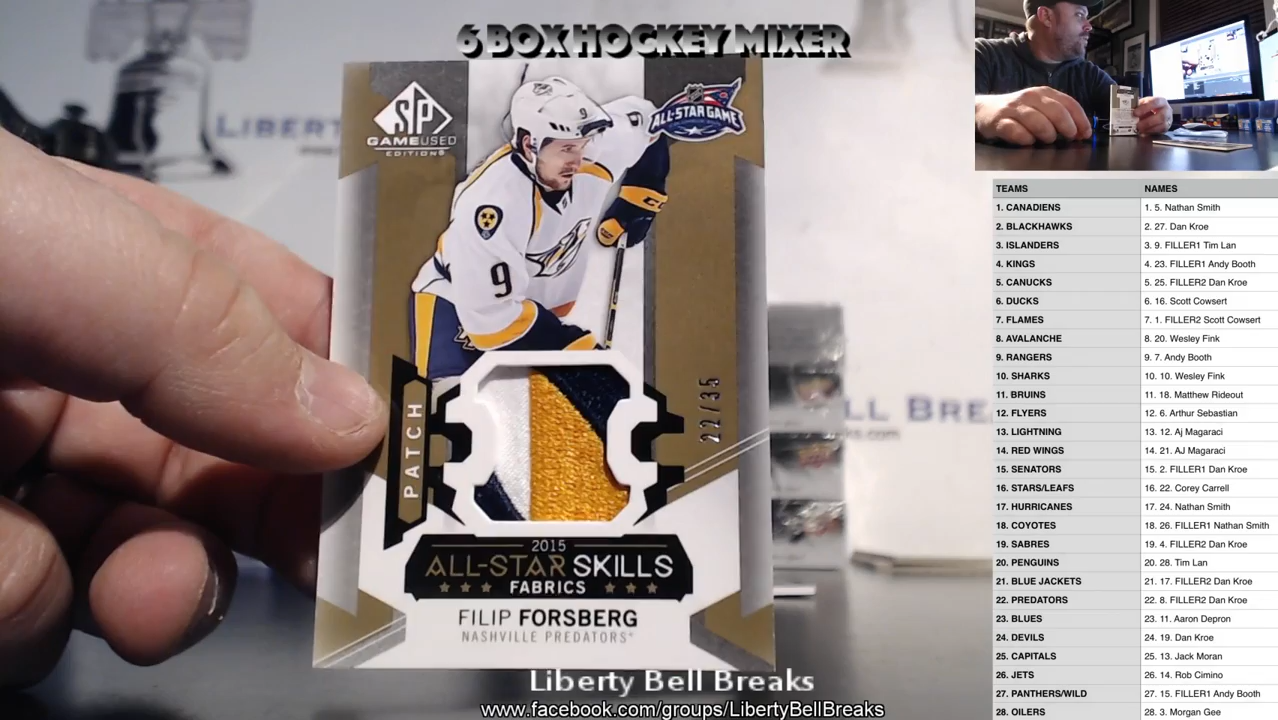 6 BOX HOCKEY MIXER
SP
GAMEUSED
EDITION
ALL-STAR GAME
9
9
PATCH
22/35
2015
ALL-STAR SKILLS
FABRICS
FILIP FORSBERG
NASHVILLE PREDATORS
LIBERT
LL BRE
Liberty Bell Breaks
www.facebook.com/groups/LibertyBellBreaks
TEAMS NAMES
1. CANADIENS 1. 5. Nathan Smith
2. BLACKHAWKS 2. 27. Dan Kroe
3. ISLANDERS 3. 9. FILLER1 Tim Lan
4. KINGS 4. 23. FILLER1 Andy Booth
5. CANUCKS 5. 25. FILLER2 Dan Kroe
6. DUCKS 6. 16. Scott Cowsert
7. FLAMES 7. 1. FILLER2 Scott Cowsert
8. AVALANCHE 8. 20. Wesley Fink
9. RANGERS 9. 7. Andy Booth
10. SHARKS 10. 10. Wesley Fink
11. BRUINS 11. 18. Matthew Rideout
12. FLYERS 12. 6. Arthur Sebastian
13. LIGHTNING 13. 12. Aj Magaraci
14. RED WINGS 14. 21. AJ Magaraci
15. SENATORS 15. 2. FILLER1 Dan Kroe
16. STARS/LEAFS 16. 22. Corey Carrell
17. HURRICANES 17. 24. Nathan Smith
18. COYOTES 18. 26. FILLER1 Nathan Smith
19. SABRES 19. 4. FILLER2 Dan Kroe
20. PENGUINS 20. 28. Tim Lan
21. BLUE JACKETS 21. 17. FILLER2 Dan Kroe
22. PREDATORS 22. 8. FILLER2 Dan Kroe
23. BLUES 23. 11. Aaron Depron
24. DEVILS 24. 19. Dan Kroe
25. CAPITALS 25. 13. Jack Moran
26. JETS 26. 14. Rob Cimino
27. PANTHERS/WILD 27. 15. FILLER1 Andy Booth
28. OILERS 28. 3. Morgan Gee